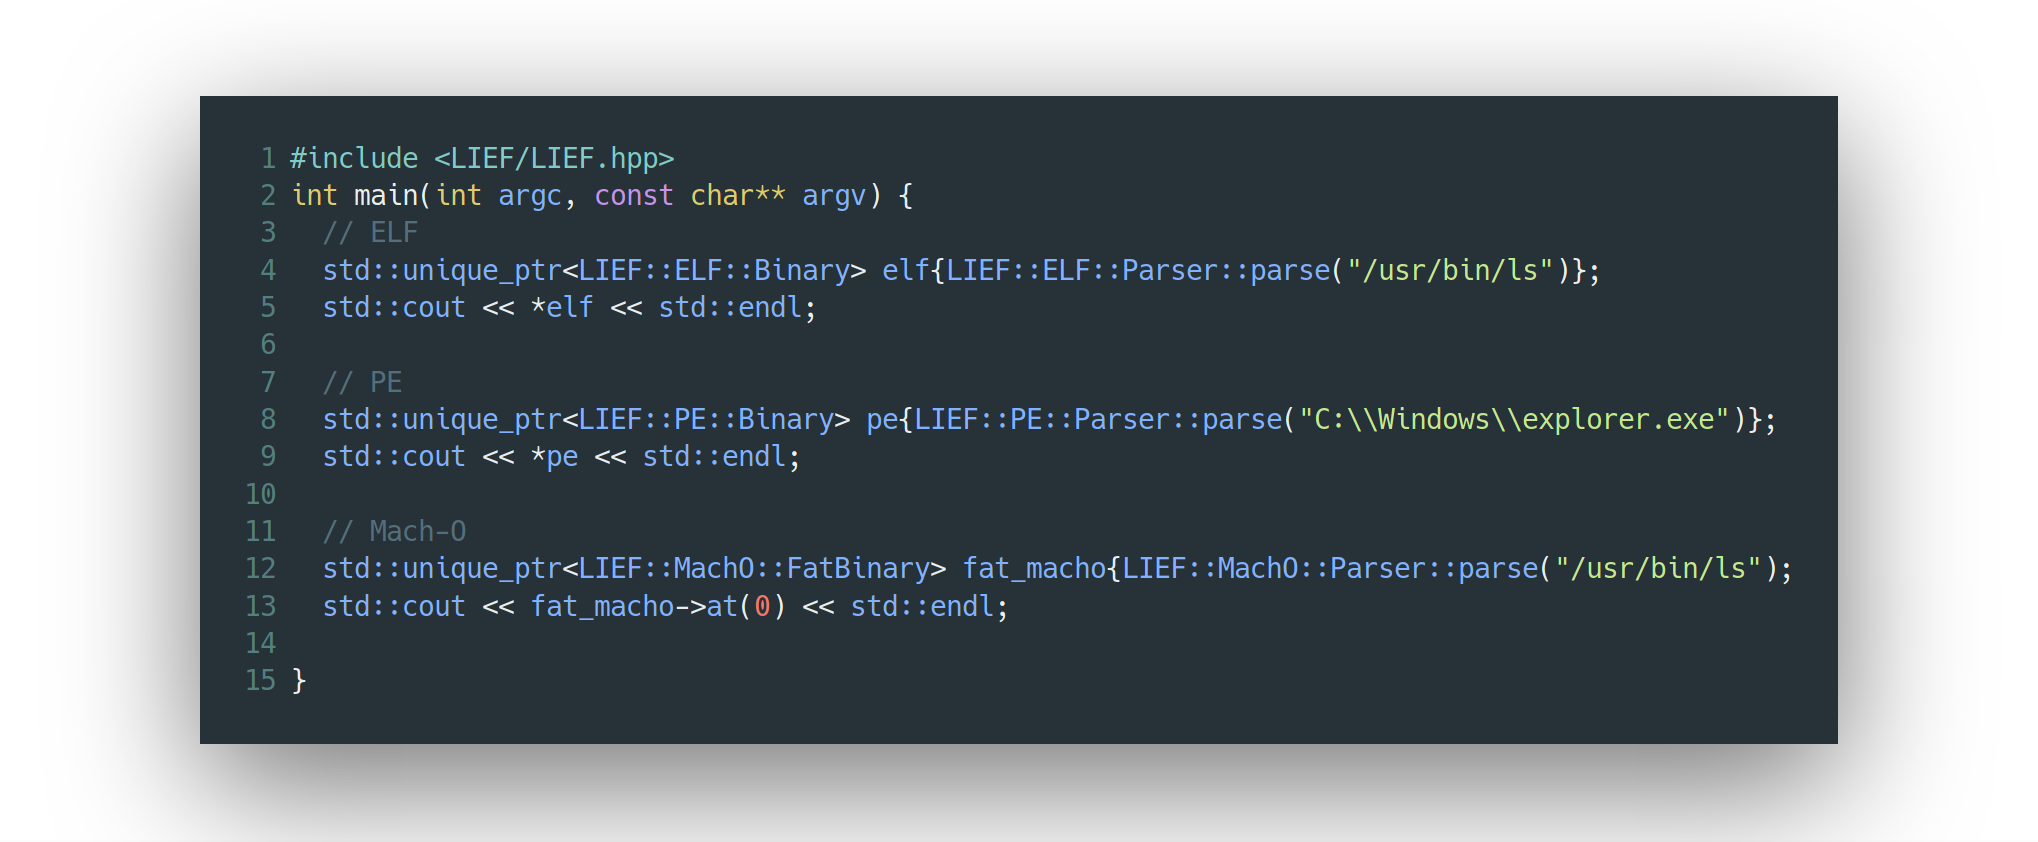 1 #include <LIEF/LIEF.hpp>
2 int main(int argc, const char** argv) {
3   // ELF
4   std::unique_ptr<LIEF::ELF::Binary> elf{LIEF::ELF::Parser::parse("/usr/bin/ls")};
5   std::cout << *elf << std::endl;
6
7   // PE
8   std::unique_ptr<LIEF::PE::Binary> pe{LIEF::PE::Parser::parse("C:\\Windows\\explorer.exe")};
9   std::cout << *pe << std::endl;
10
11   // Mach-O
12   std::unique_ptr<LIEF::MachO::FatBinary> fat_macho{LIEF::MachO::Parser::parse("/usr/bin/ls");
13   std::cout << fat_macho->at(0) << std::endl;
14
15 }